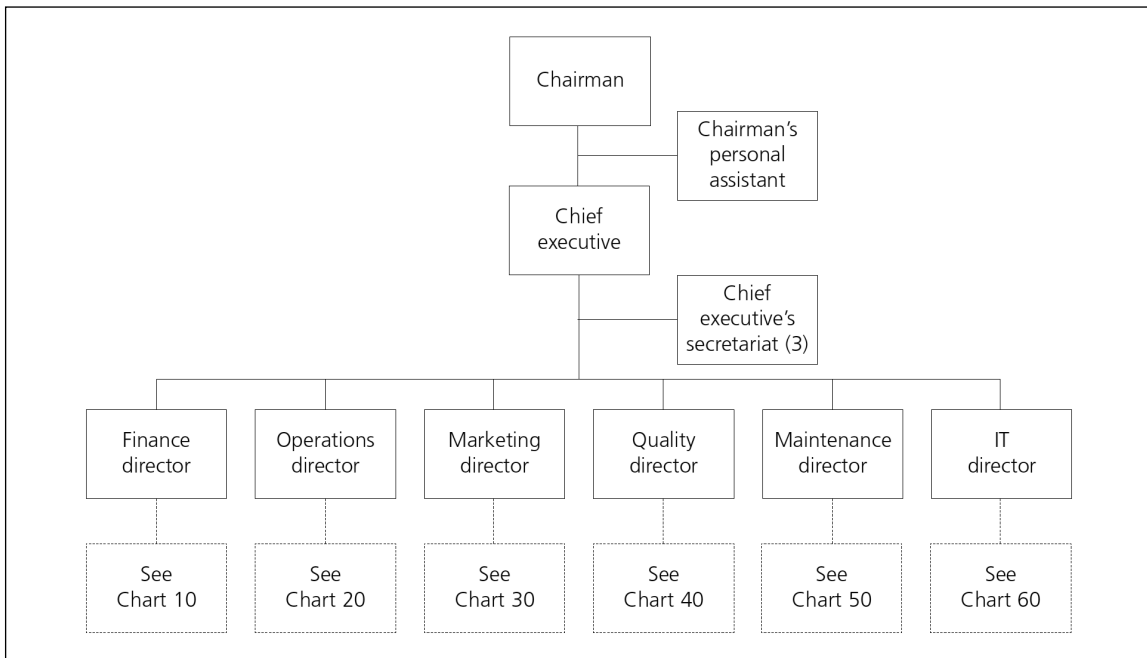 Chairman
Chairman’s
personal
assistant
Chief
executive
Chief
executive’s
secretariat (3)
Finance
director
Operations
director
Marketing
director
Quality
director
Maintenance
director
IT
director
See
Chart 10
See
Chart 20
See
Chart 30
See
Chart 40
See
Chart 50
See
Chart 60